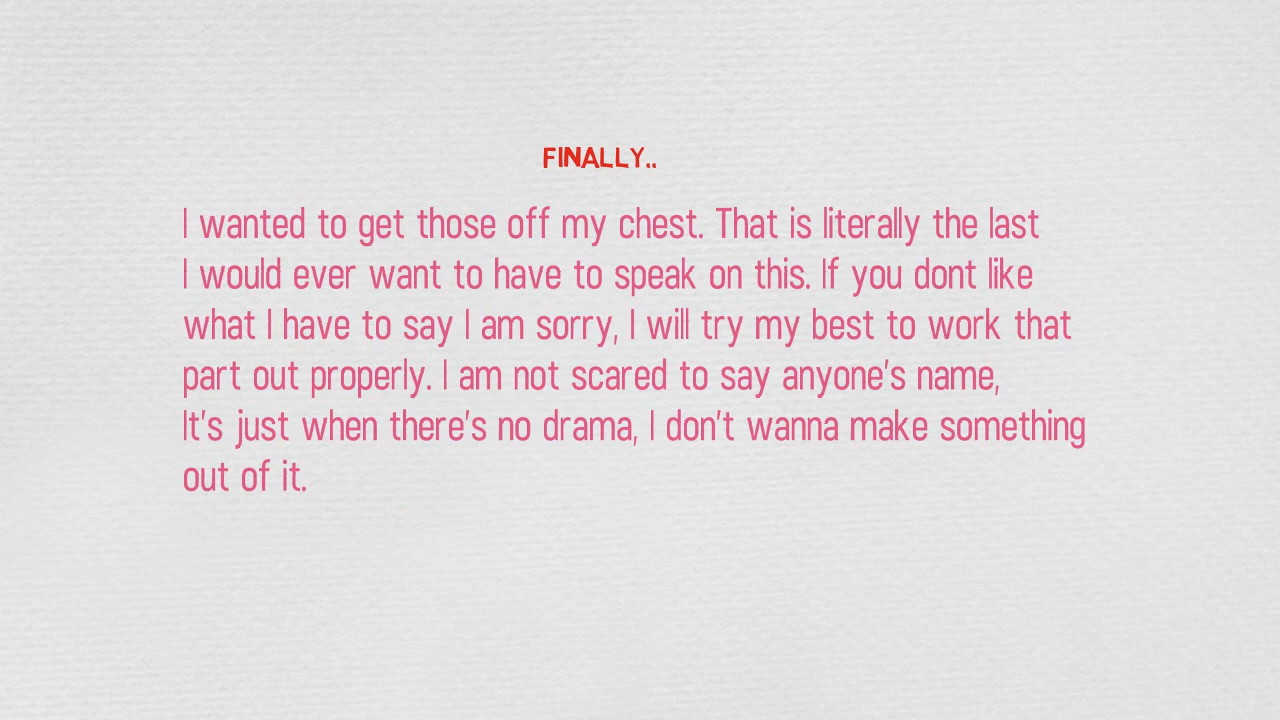 FINALLY..
I wanted to get those off my chest. That is literally the last
I would ever want to have to speak on this. If you dont like
what I have to say I am sorry, I will try my best to work that
part out properly. I am not scared to say anyone's name,
It's just when there's no drama, I don't wanna make something
out of it.